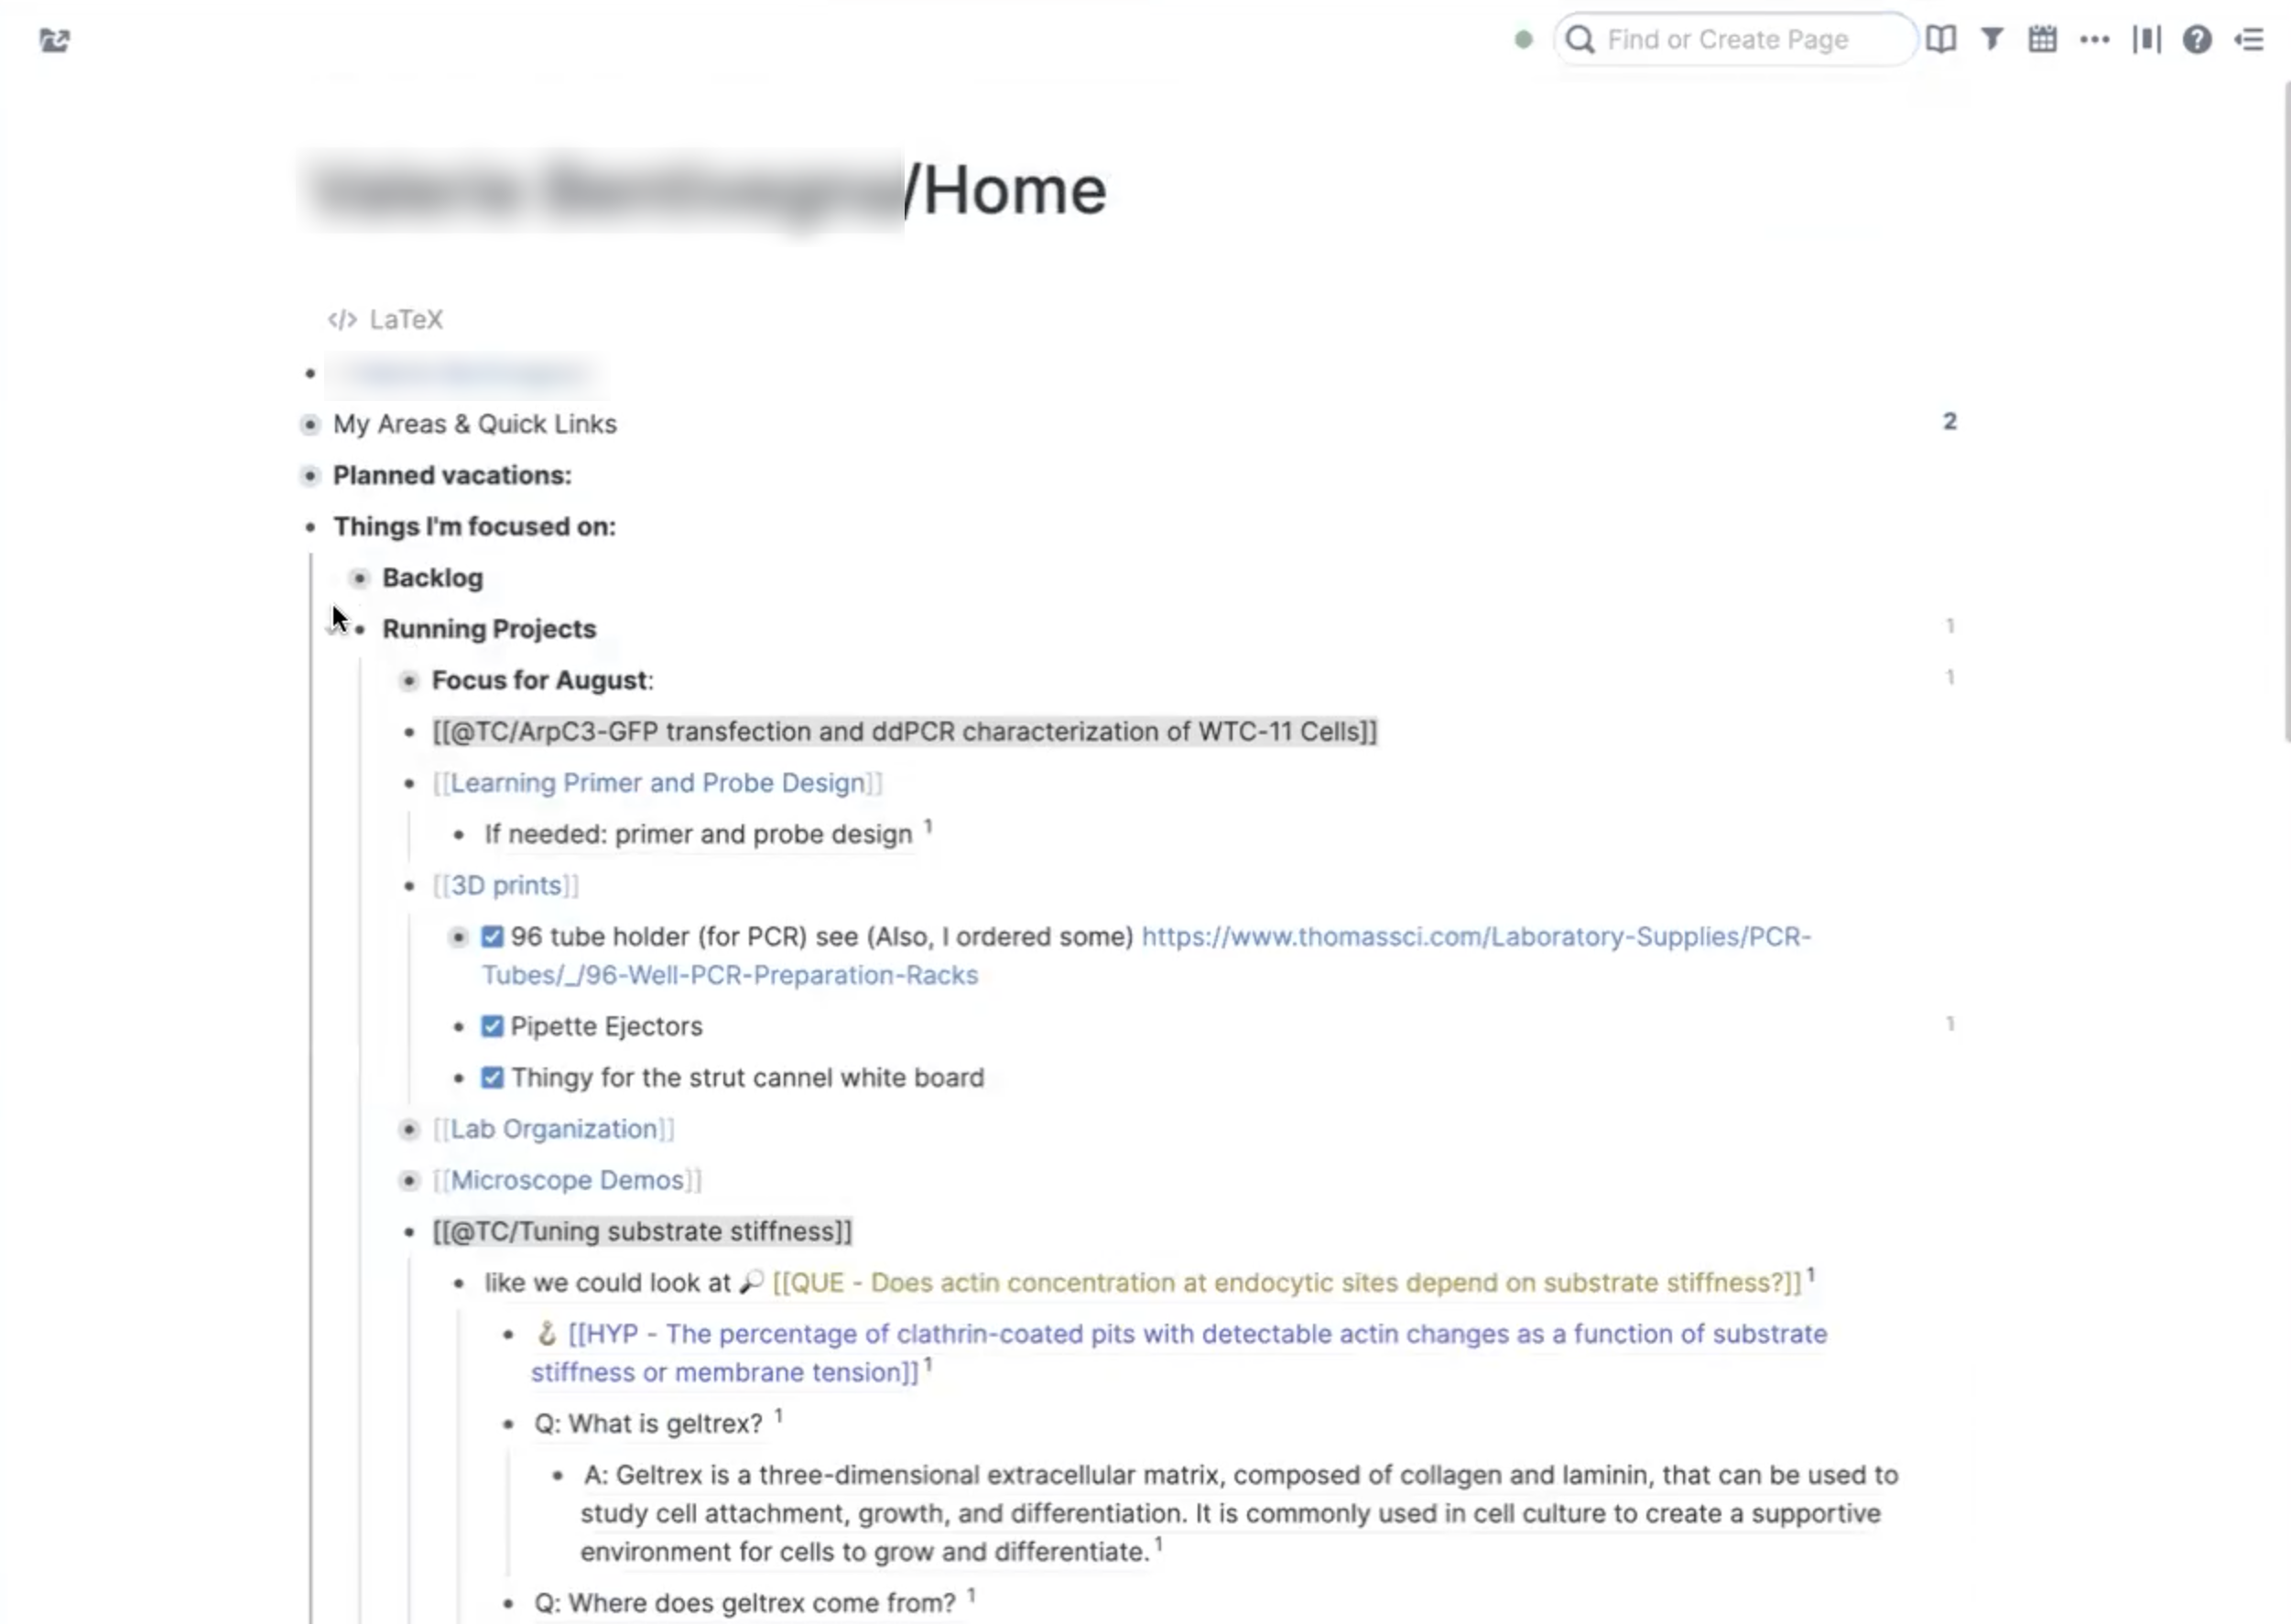 Find or Create Page
/Home
</> LaTeX
My Areas & Quick Links 2
Planned vacations:
Things I'm focused on:
Backlog
Running Projects 1
Focus for August: 1
[[@TC/ArpC3-GFP transfection and ddPCR characterization of WTC-11 Cells]]
[[Learning Primer and Probe Design]]
If needed: primer and probe design 1
[[3D prints]]
96 tube holder (for PCR) see (Also, I ordered some) https://www.thomassci.com/Laboratory-Supplies/PCR-
Tubes/_/96-Well-PCR-Preparation-Racks
Pipette Ejectors 1
Thingy for the strut cannel white board
[[Lab Organization]]
[[Microscope Demos]]
[[@TC/Tuning substrate stiffness]]
like we could look at 🔎 [[QUE - Does actin concentration at endocytic sites depend on substrate stiffness?]] 1
🪝 [[HYP - The percentage of clathrin-coated pits with detectable actin changes as a function of substrate
stiffness or membrane tension]] 1
Q: What is geltrex? 1
A: Geltrex is a three-dimensional extracellular matrix, composed of collagen and laminin, that can be used to
study cell attachment, growth, and differentiation. It is commonly used in cell culture to create a supportive
environment for cells to grow and differentiate. 1
Q: Where does geltrex come from? 1